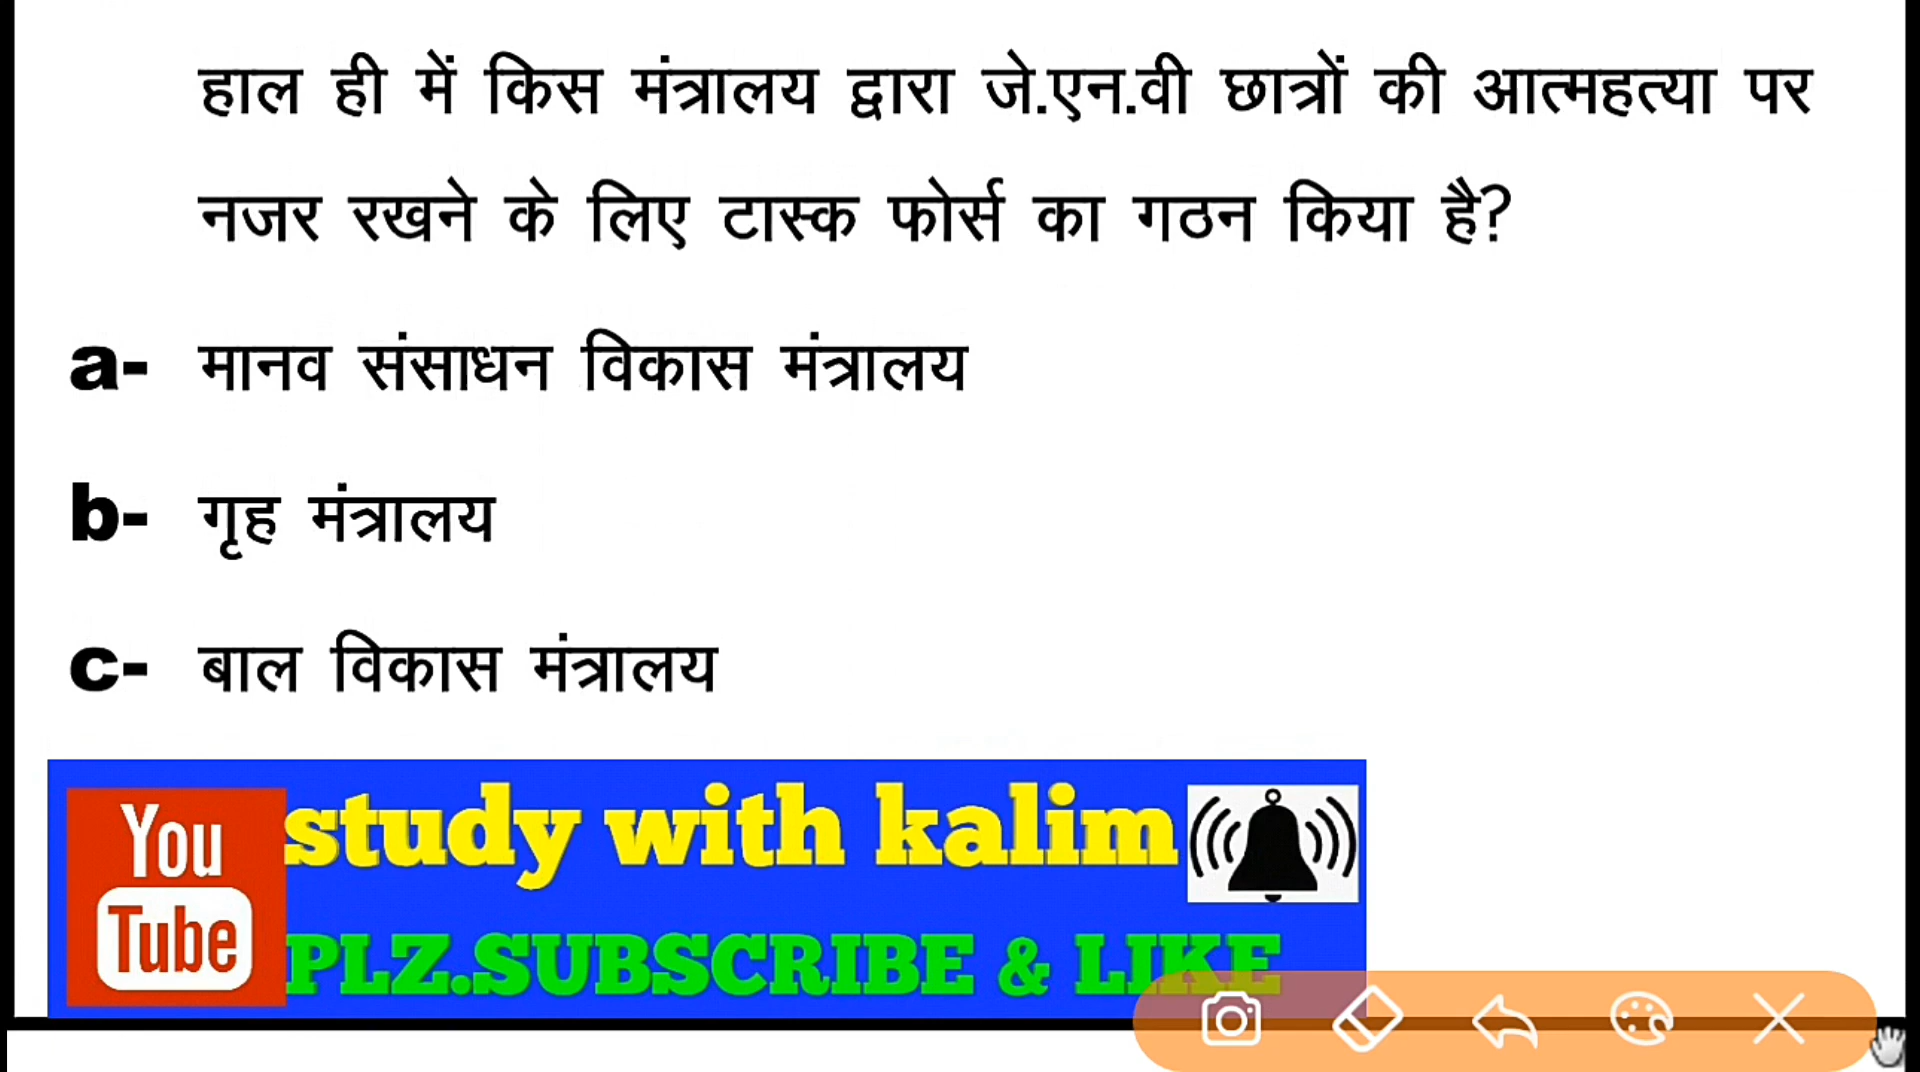 हाल ही में किस मंत्रालय द्वारा जे.एन.वी छात्रों की आत्महत्या पर
नजर रखने के लिए टास्क फोर्स का गठन किया है?
a- मानव संसाधन विकास मंत्रालय
b- गृह मंत्रालय
c- बाल विकास मंत्रालय
You
Tube
study with kalim
PLZ.SUBSCRIBE & LIKE